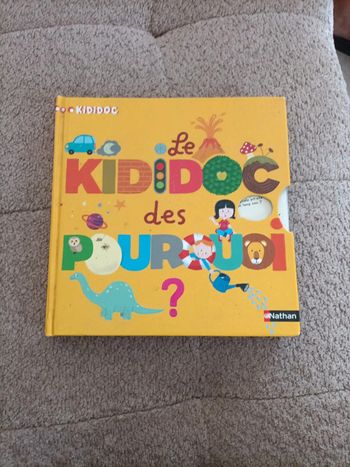 KIDIDOC
Le
KIDIDOC
des
POURQUOI
?
Nathan